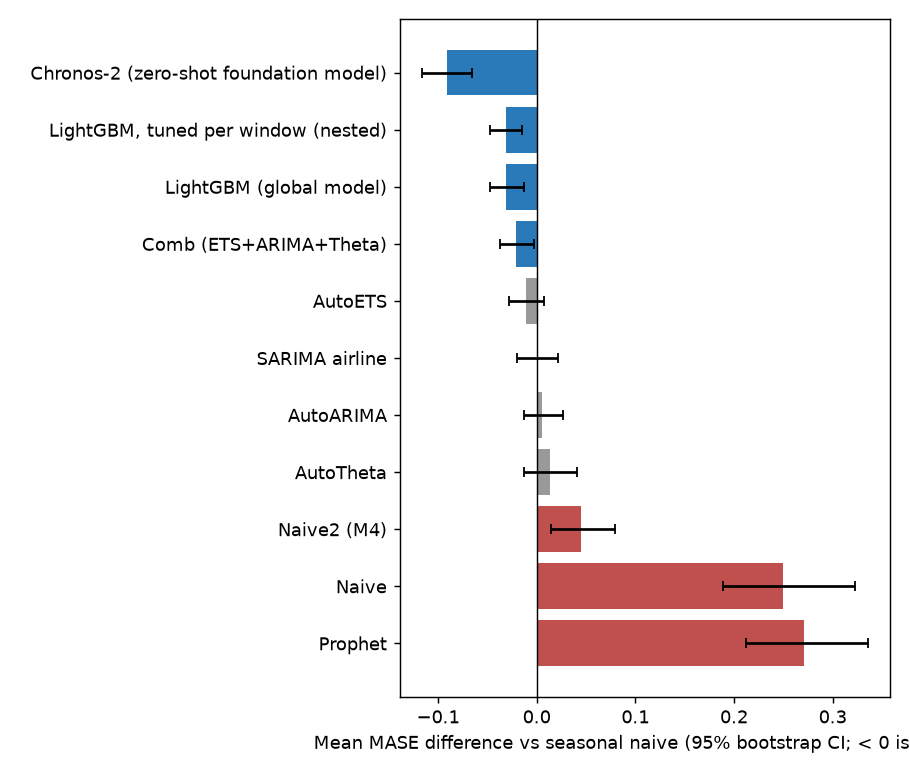 Chronos-2 (zero-shot foundation model)
LightGBM, tuned per window (nested)
LightGBM (global model)
Comb (ETS+ARIMA+Theta)
AutoETS
SARIMA airline
AutoARIMA
AutoTheta
Naive2 (M4)
Naive
Prophet
−0.1 0.0 0.1 0.2 0.3
Mean MASE difference vs seasonal naive (95% bootstrap CI; < 0 is